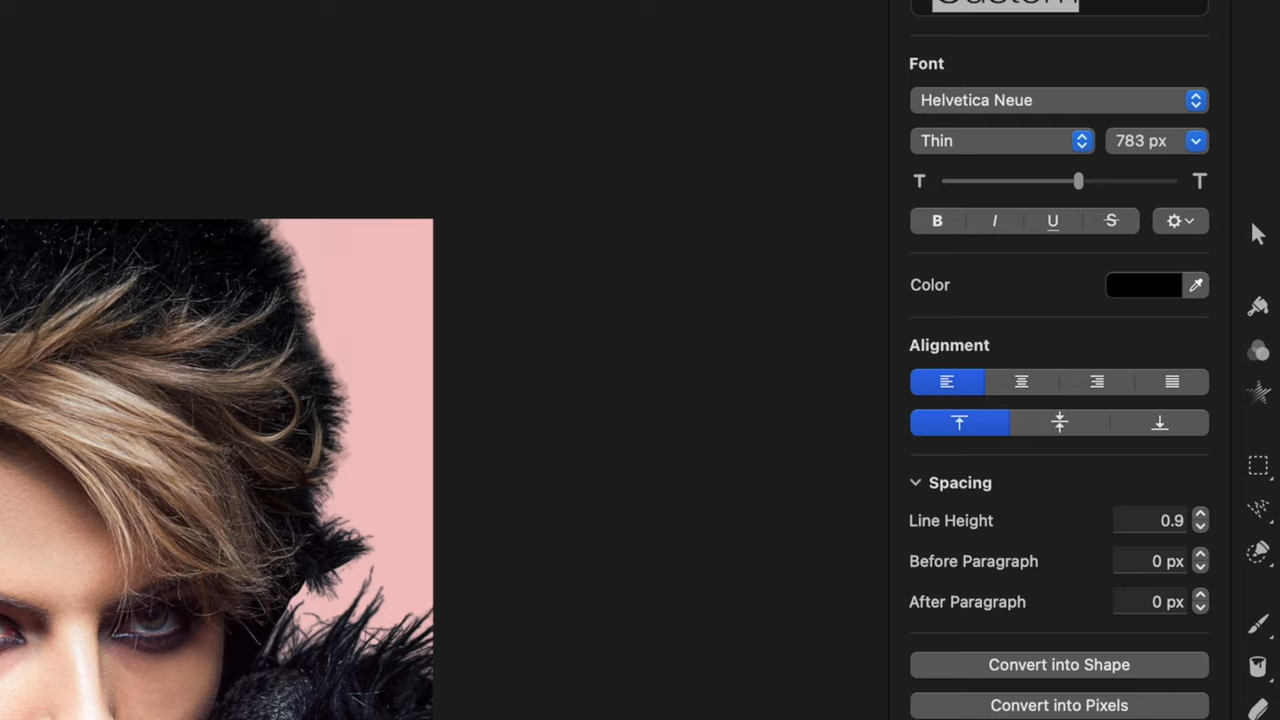 Custom
Font
Helvetica Neue
Thin 783 px
T T
B I U S
Color
Alignment
Spacing
Line Height 0.9
Before Paragraph 0 px
After Paragraph 0 px
Convert into Shape
Convert into Pixels